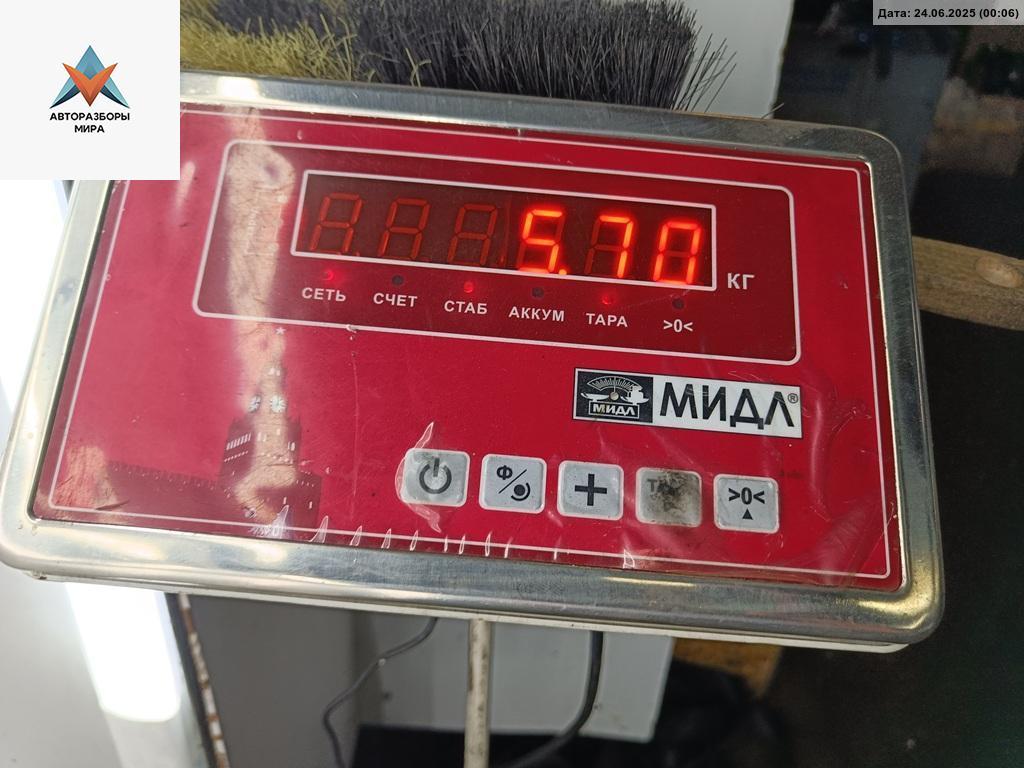 Дата: 24.06.2025 (00:06)
АВТОРАЗБОРЫ
МИРА
5.70 КГ
СЕТЬ СЧЕТ СТАБ АККУМ ТАРА >0<
МИДЛ МИДЛ®
Ф >0<